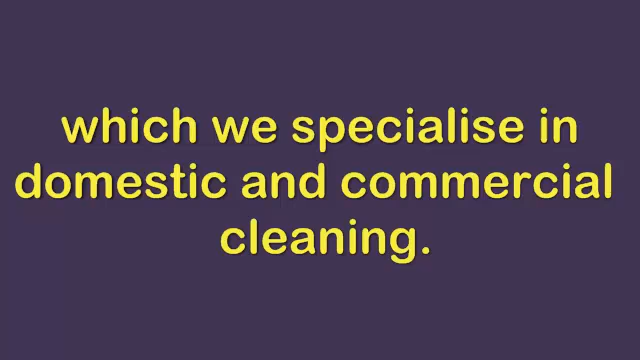 which we specialise in
domestic and commercial
cleaning.